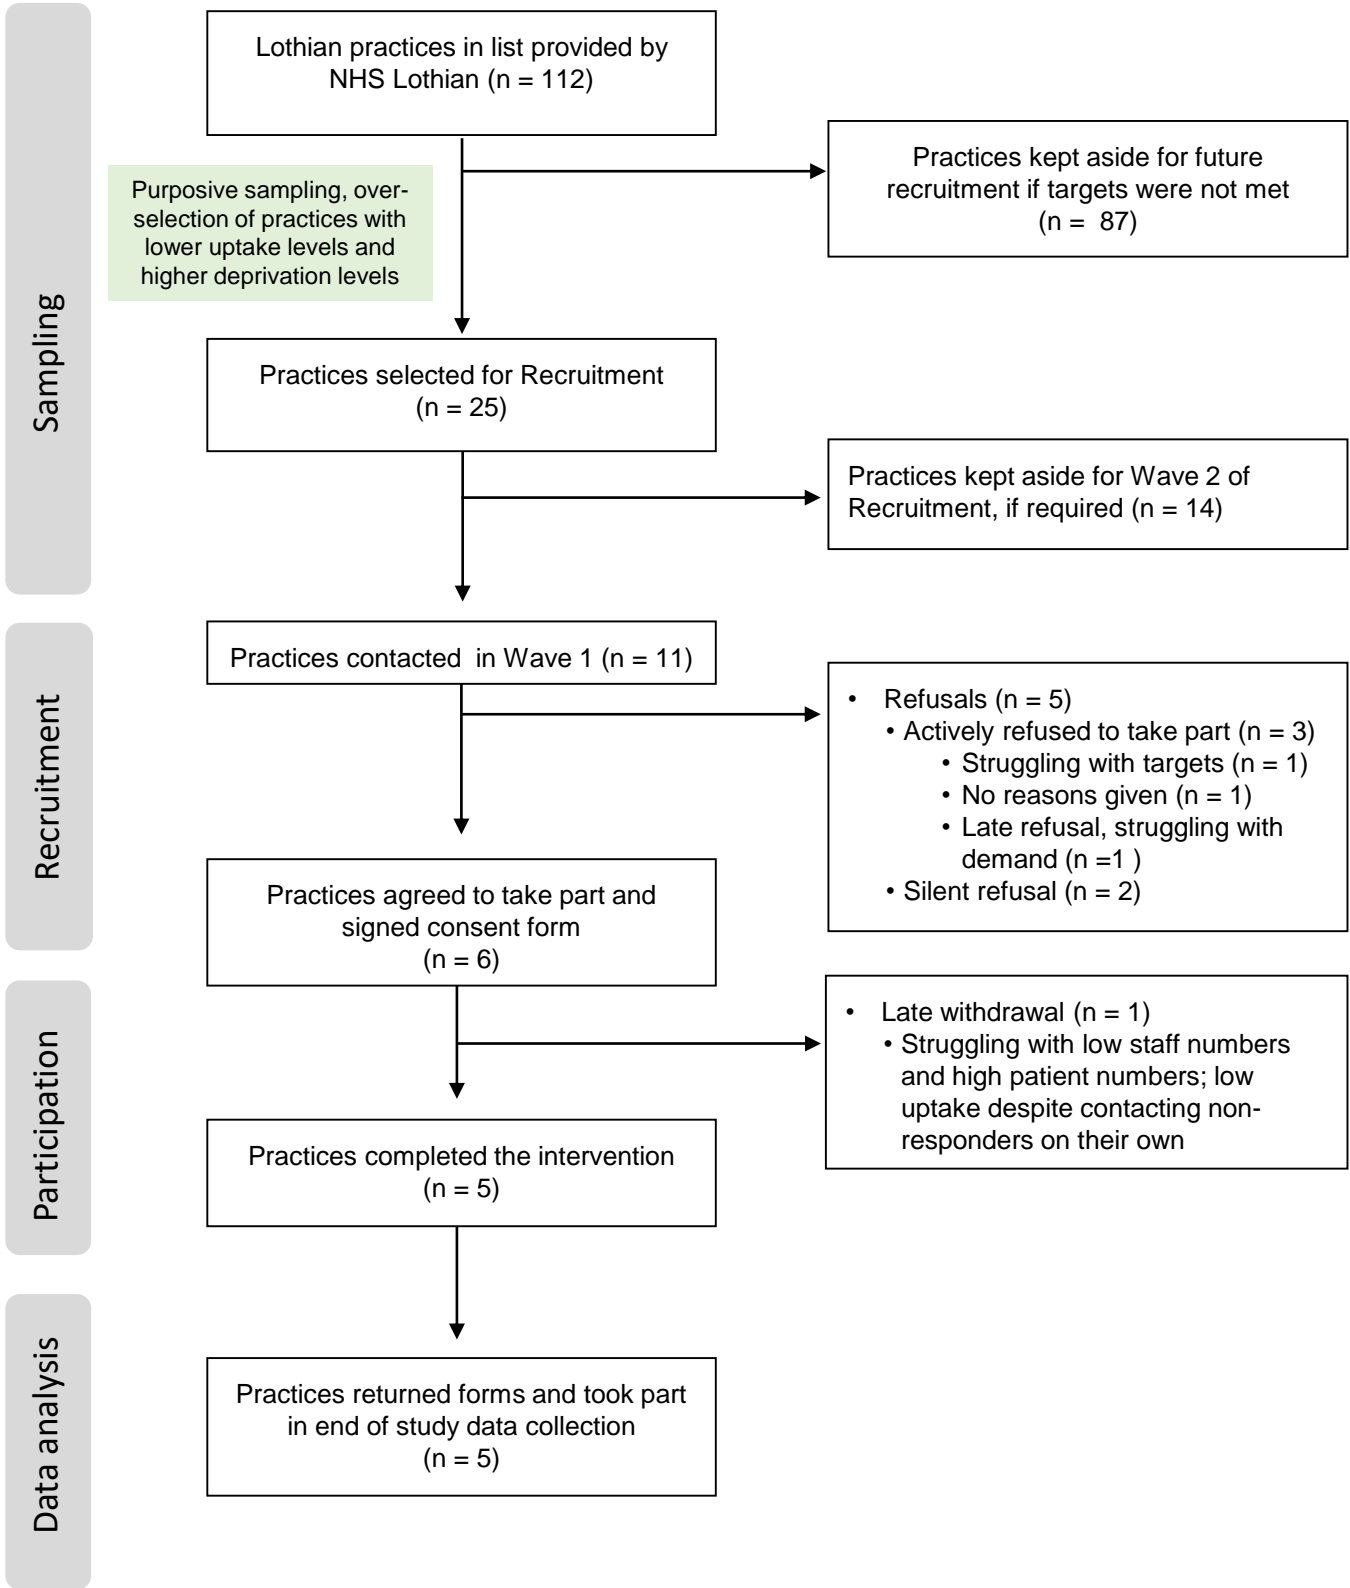 Sampling
Lothian practices in list provided by
NHS Lothian (n = 112)
Purposive sampling, over-
selection of practices with
lower uptake levels and
higher deprivation levels
Practices kept aside for future
recruitment if targets were not met
(n =  87)
Practices selected for Recruitment
(n = 25)
Practices kept aside for Wave 2 of
Recruitment, if required (n = 14)
Recruitment
Practices contacted  in Wave 1 (n = 11)
• Refusals (n = 5)
• Actively refused to take part (n = 3)
• Struggling with targets (n = 1)
• No reasons given (n = 1)
• Late refusal, struggling with
demand (n =1 )
• Silent refusal (n = 2)
Practices agreed to take part and
signed consent form
(n = 6)
Participation
• Late withdrawal (n = 1)
• Struggling with low staff numbers
and high patient numbers; low
uptake despite contacting non-
responders on their own
Practices completed the intervention
(n = 5)
Data analysis
Practices returned forms and took part
in end of study data collection
(n = 5)